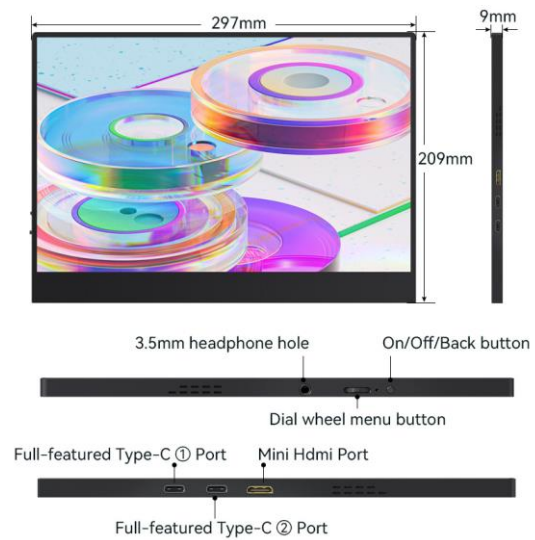 297mm
9mm
209mm
3.5mm headphone hole
On/Off/Back button
Dial wheel menu button
Full-featured Type-C ① Port
Mini Hdmi Port
Full-featured Type-C ② Port